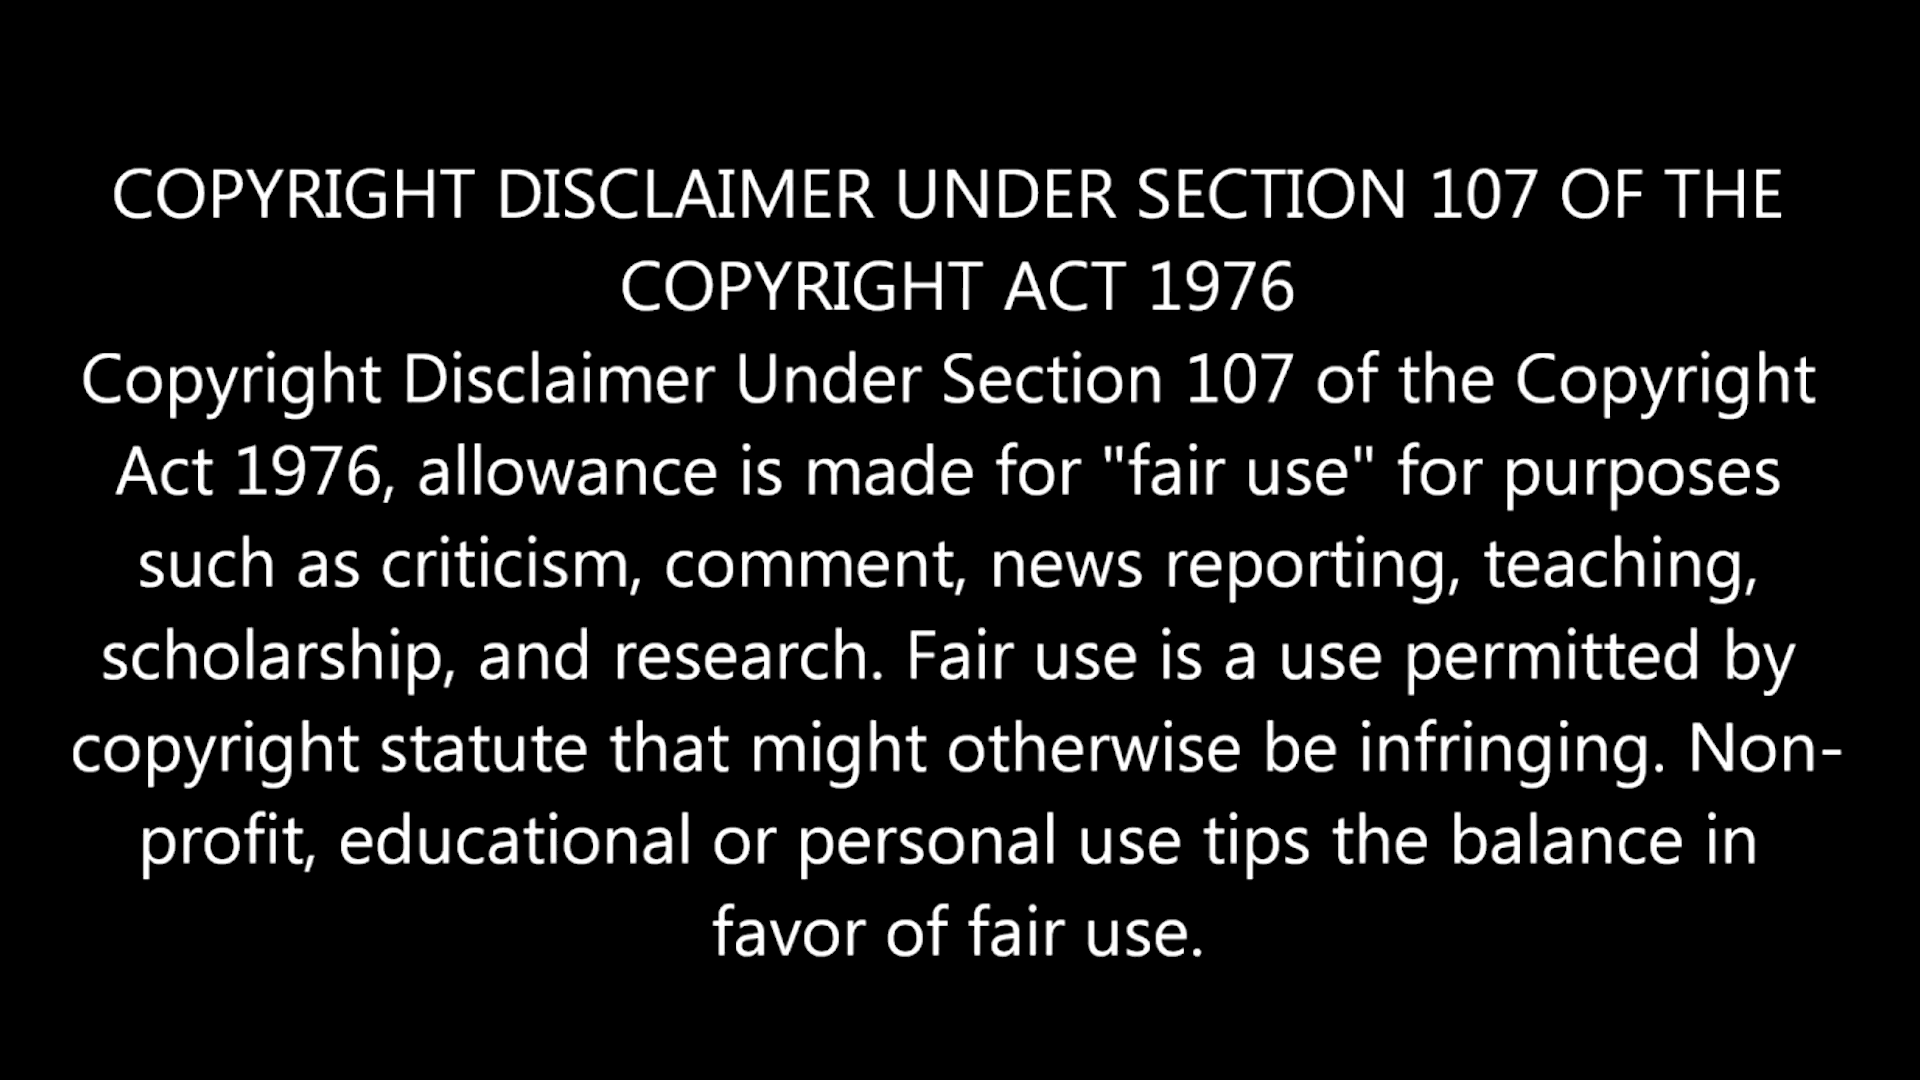 COPYRIGHT DISCLAIMER UNDER SECTION 107 OF THE
COPYRIGHT ACT 1976
Copyright Disclaimer Under Section 107 of the Copyright
Act 1976, allowance is made for "fair use" for purposes
such as criticism, comment, news reporting, teaching,
scholarship, and research. Fair use is a use permitted by
copyright statute that might otherwise be infringing. Non-
profit, educational or personal use tips the balance in
favor of fair use.